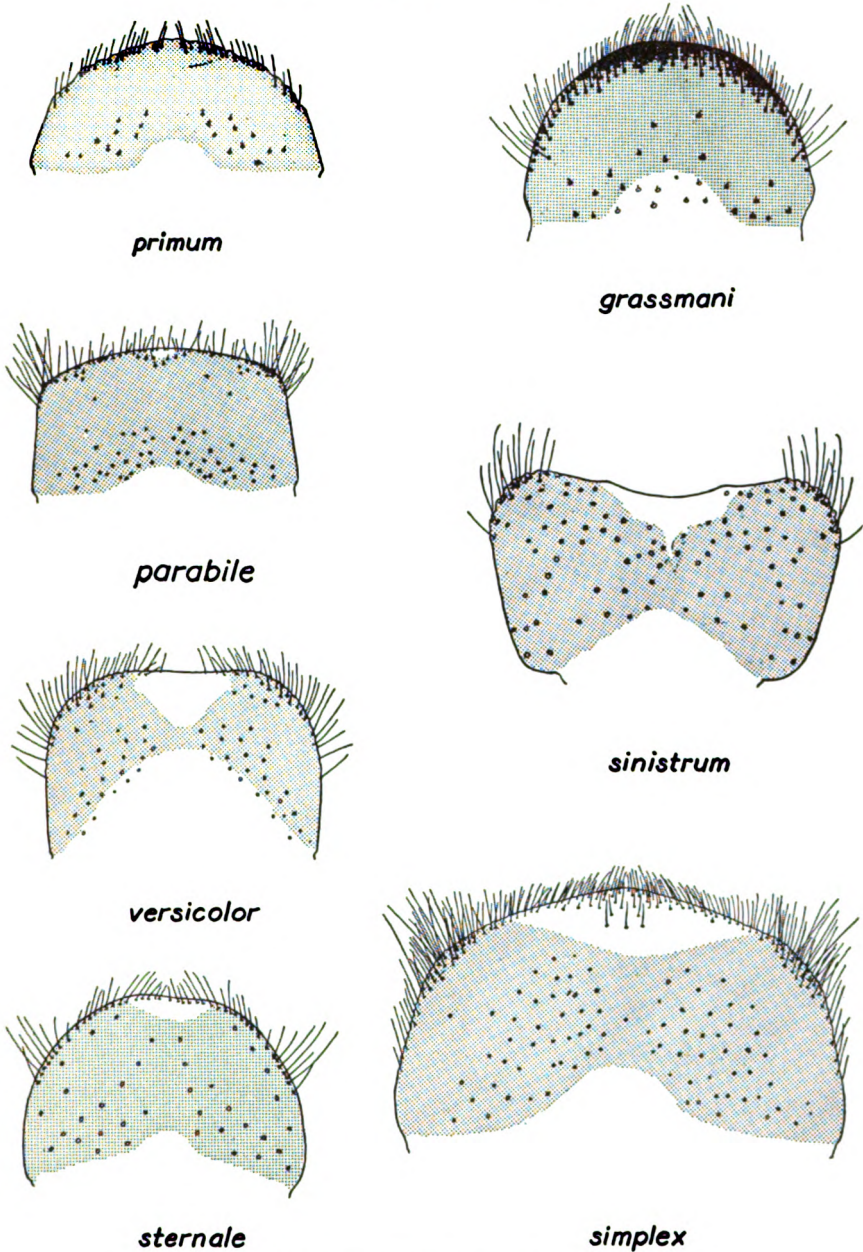 primum
grassmani
parabile
sinistrum
versicolor
sternale
simplex